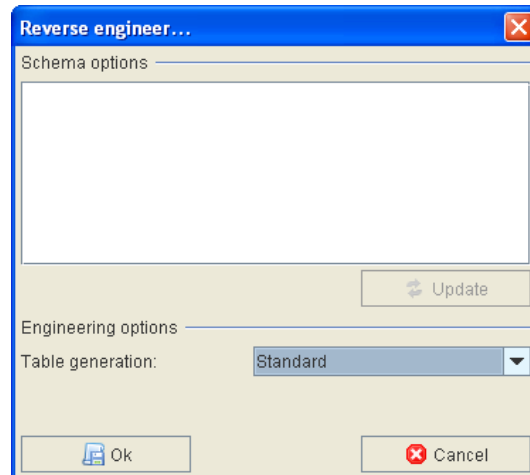 Reverse engineer...
Schema options
Update
Engineering options
Table generation: Standard
Ok Cancel